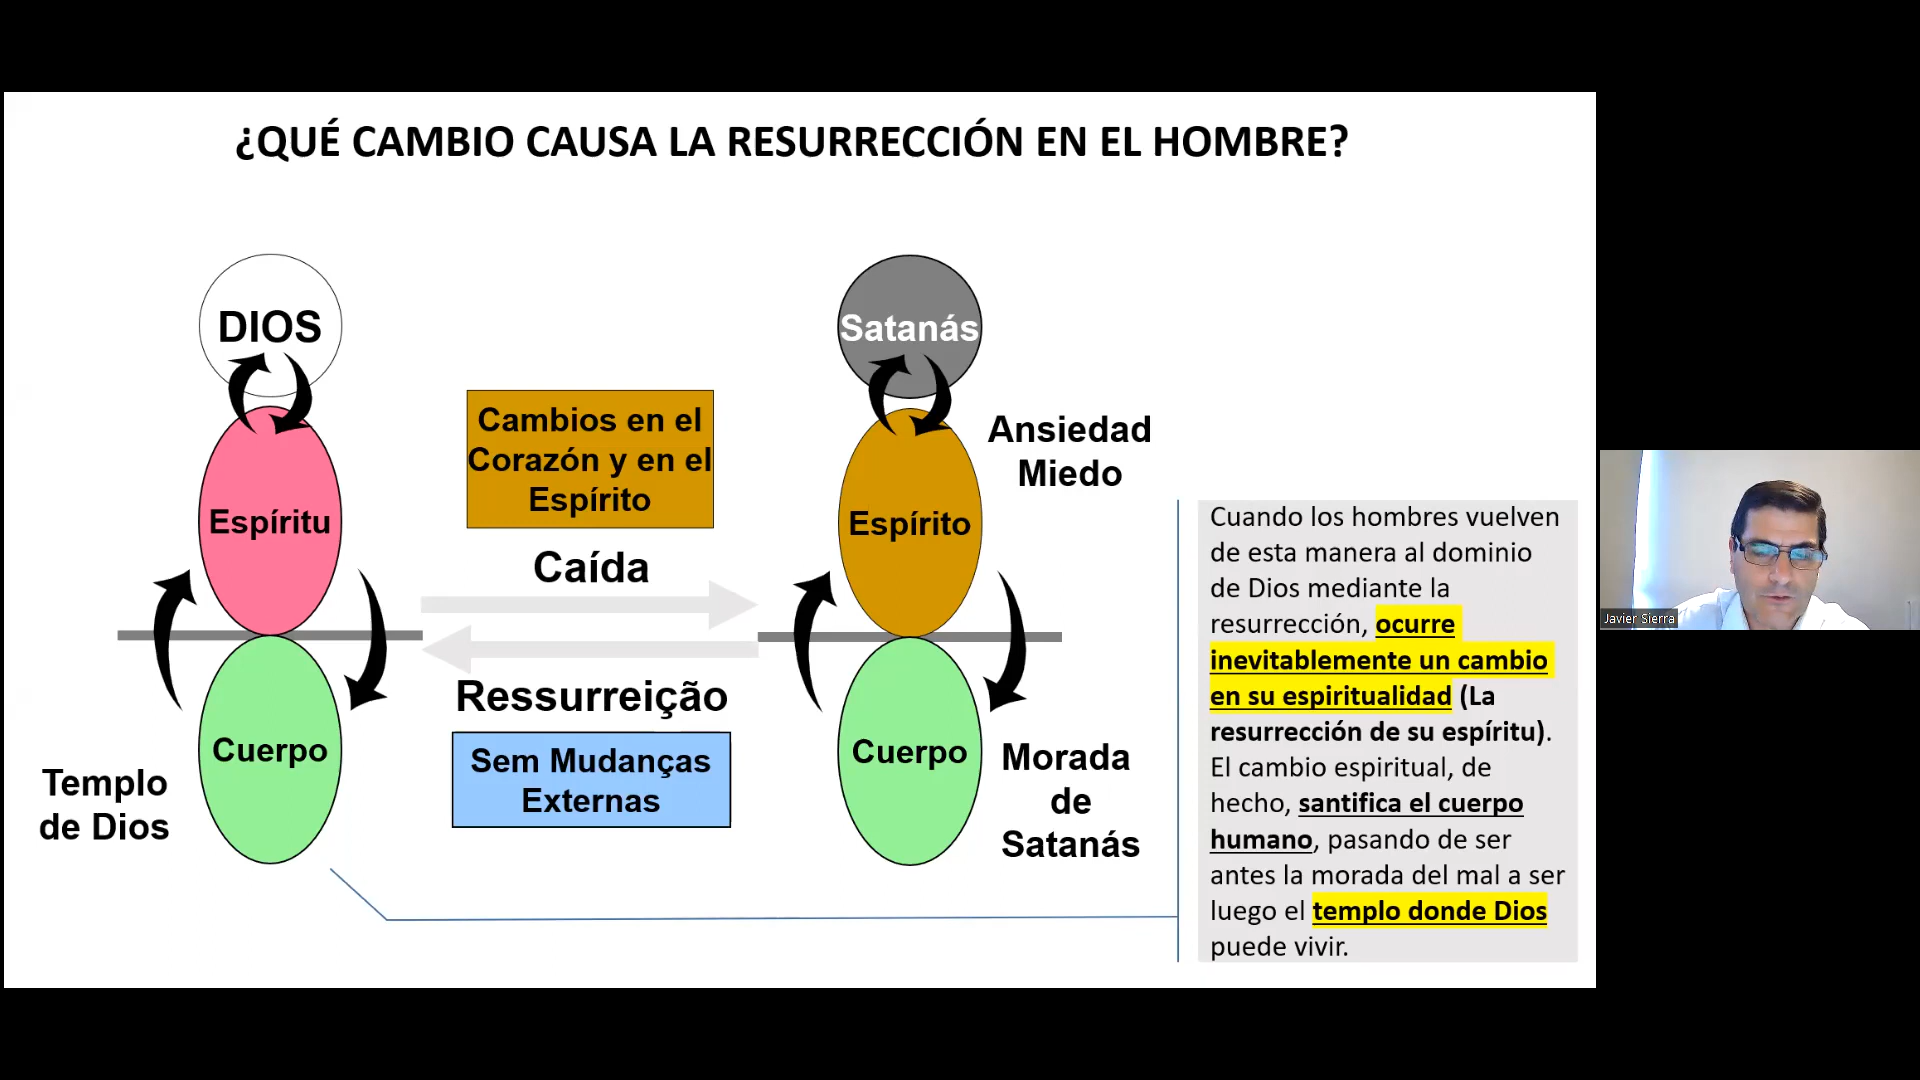 ¿QUÉ CAMBIO CAUSA LA RESURRECCIÓN EN EL HOMBRE?
DIOS
Espíritu
Cuerpo
Templo
de Dios
Cambios en el
Corazón y en el
Espírito
Caída
Ressurreição
Sem Mudanças
Externas
Satanás
Espírito
Cuerpo
Ansiedad
Miedo
Morada
de
Satanás
Cuando los hombres vuelven
de esta manera al dominio
de Dios mediante la
resurrección, ocurre
inevitablemente un cambio
en su espiritualidad (La
resurrección de su espíritu).
El cambio espiritual, de
hecho, santifica el cuerpo
humano, pasando de ser
antes la morada del mal a ser
luego el templo donde Dios
puede vivir.
Javier Sierra